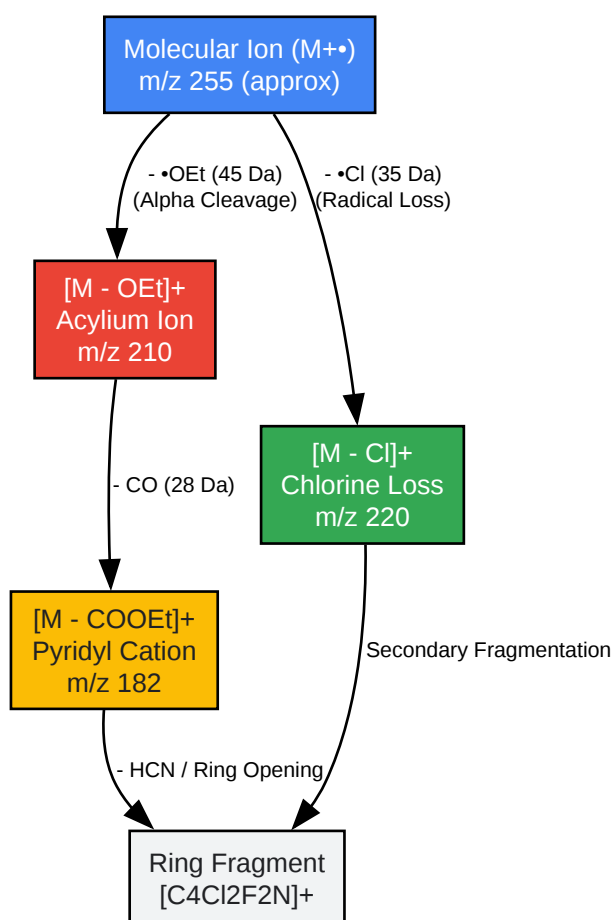 Molecular Ion (M+•)
m/z 255 (approx)
- •OEt (45 Da)
(Alpha Cleavage)
- •Cl (35 Da)
(Radical Loss)
[M - OEt]+
Acylium Ion
m/z 210
[M - Cl]+
Chlorine Loss
m/z 220
- CO (28 Da)
[M - COOEt]+
Pyridyl Cation
m/z 182
Secondary Fragmentation
- HCN / Ring Opening
Ring Fragment
[C4Cl2F2N]+